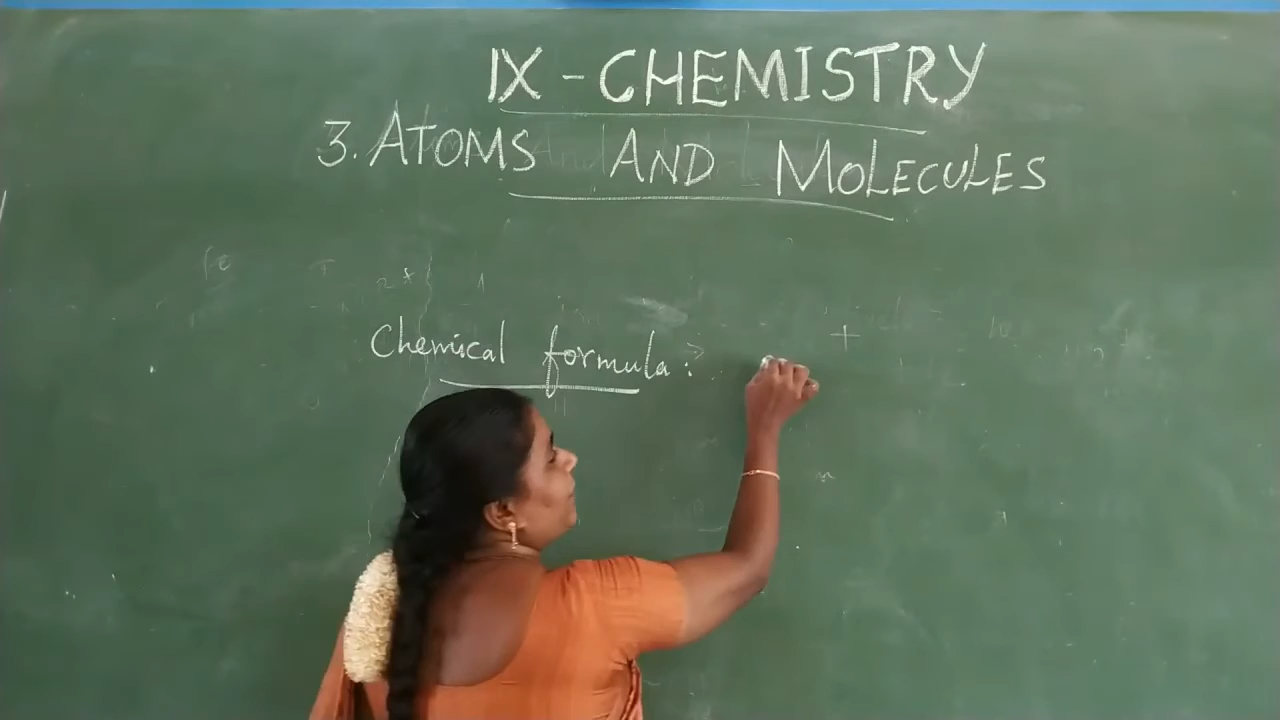 IX - CHEMISTRY
3. ATOMS AND MOLECULES
Chemical formula :
+